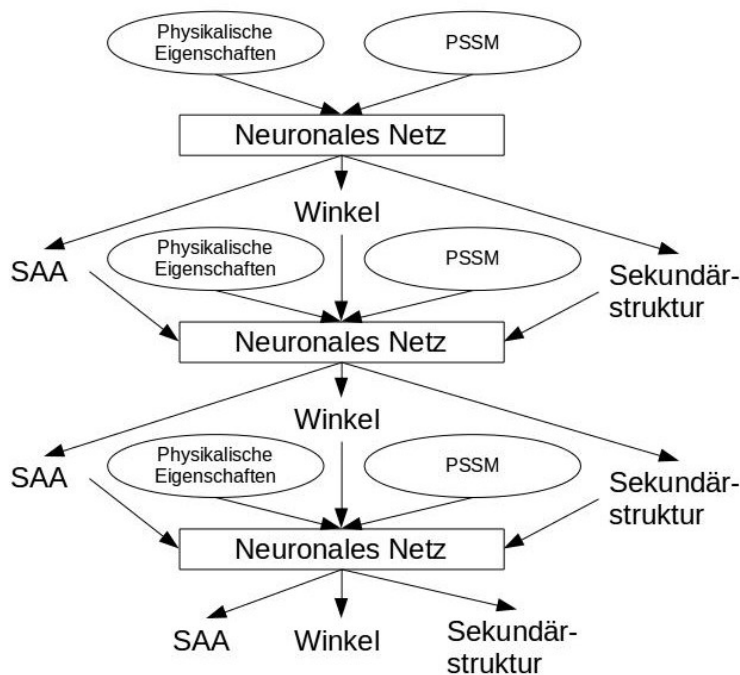 Physikalische
Eigenschaften
PSSM
Neuronales Netz
Winkel
SAA
Physikalische
Eigenschaften
PSSM
Sekundär-
struktur
Neuronales Netz
Winkel
SAA
Physikalische
Eigenschaften
PSSM
Sekundär-
struktur
Neuronales Netz
SAA
Winkel
Sekundär-
struktur